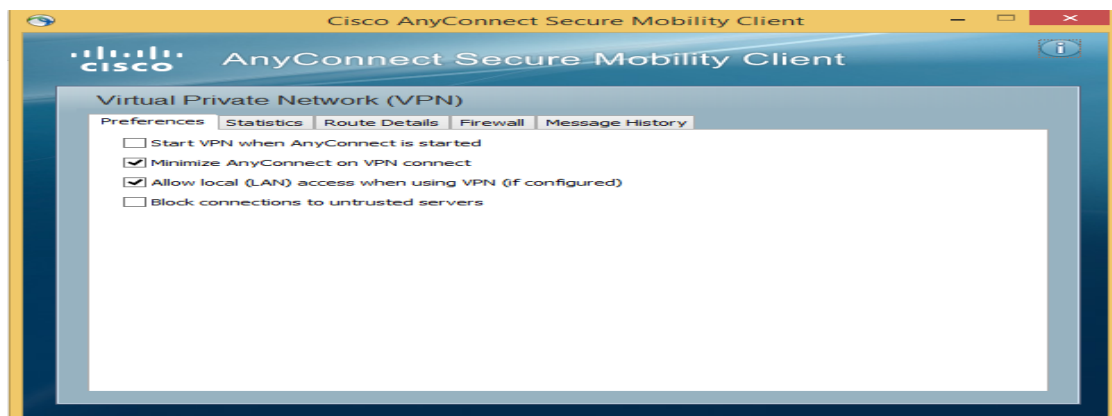 Cisco AnyConnect Secure Mobility Client
CISCO AnyConnect Secure Mobility Client
Virtual Private Network (VPN)
Preferences Statistics Route Details Firewall Message History
Start VPN when AnyConnect is started
Minimize AnyConnect on VPN connect
Allow local (LAN) access when using VPN (if configured)
Block connections to untrusted servers